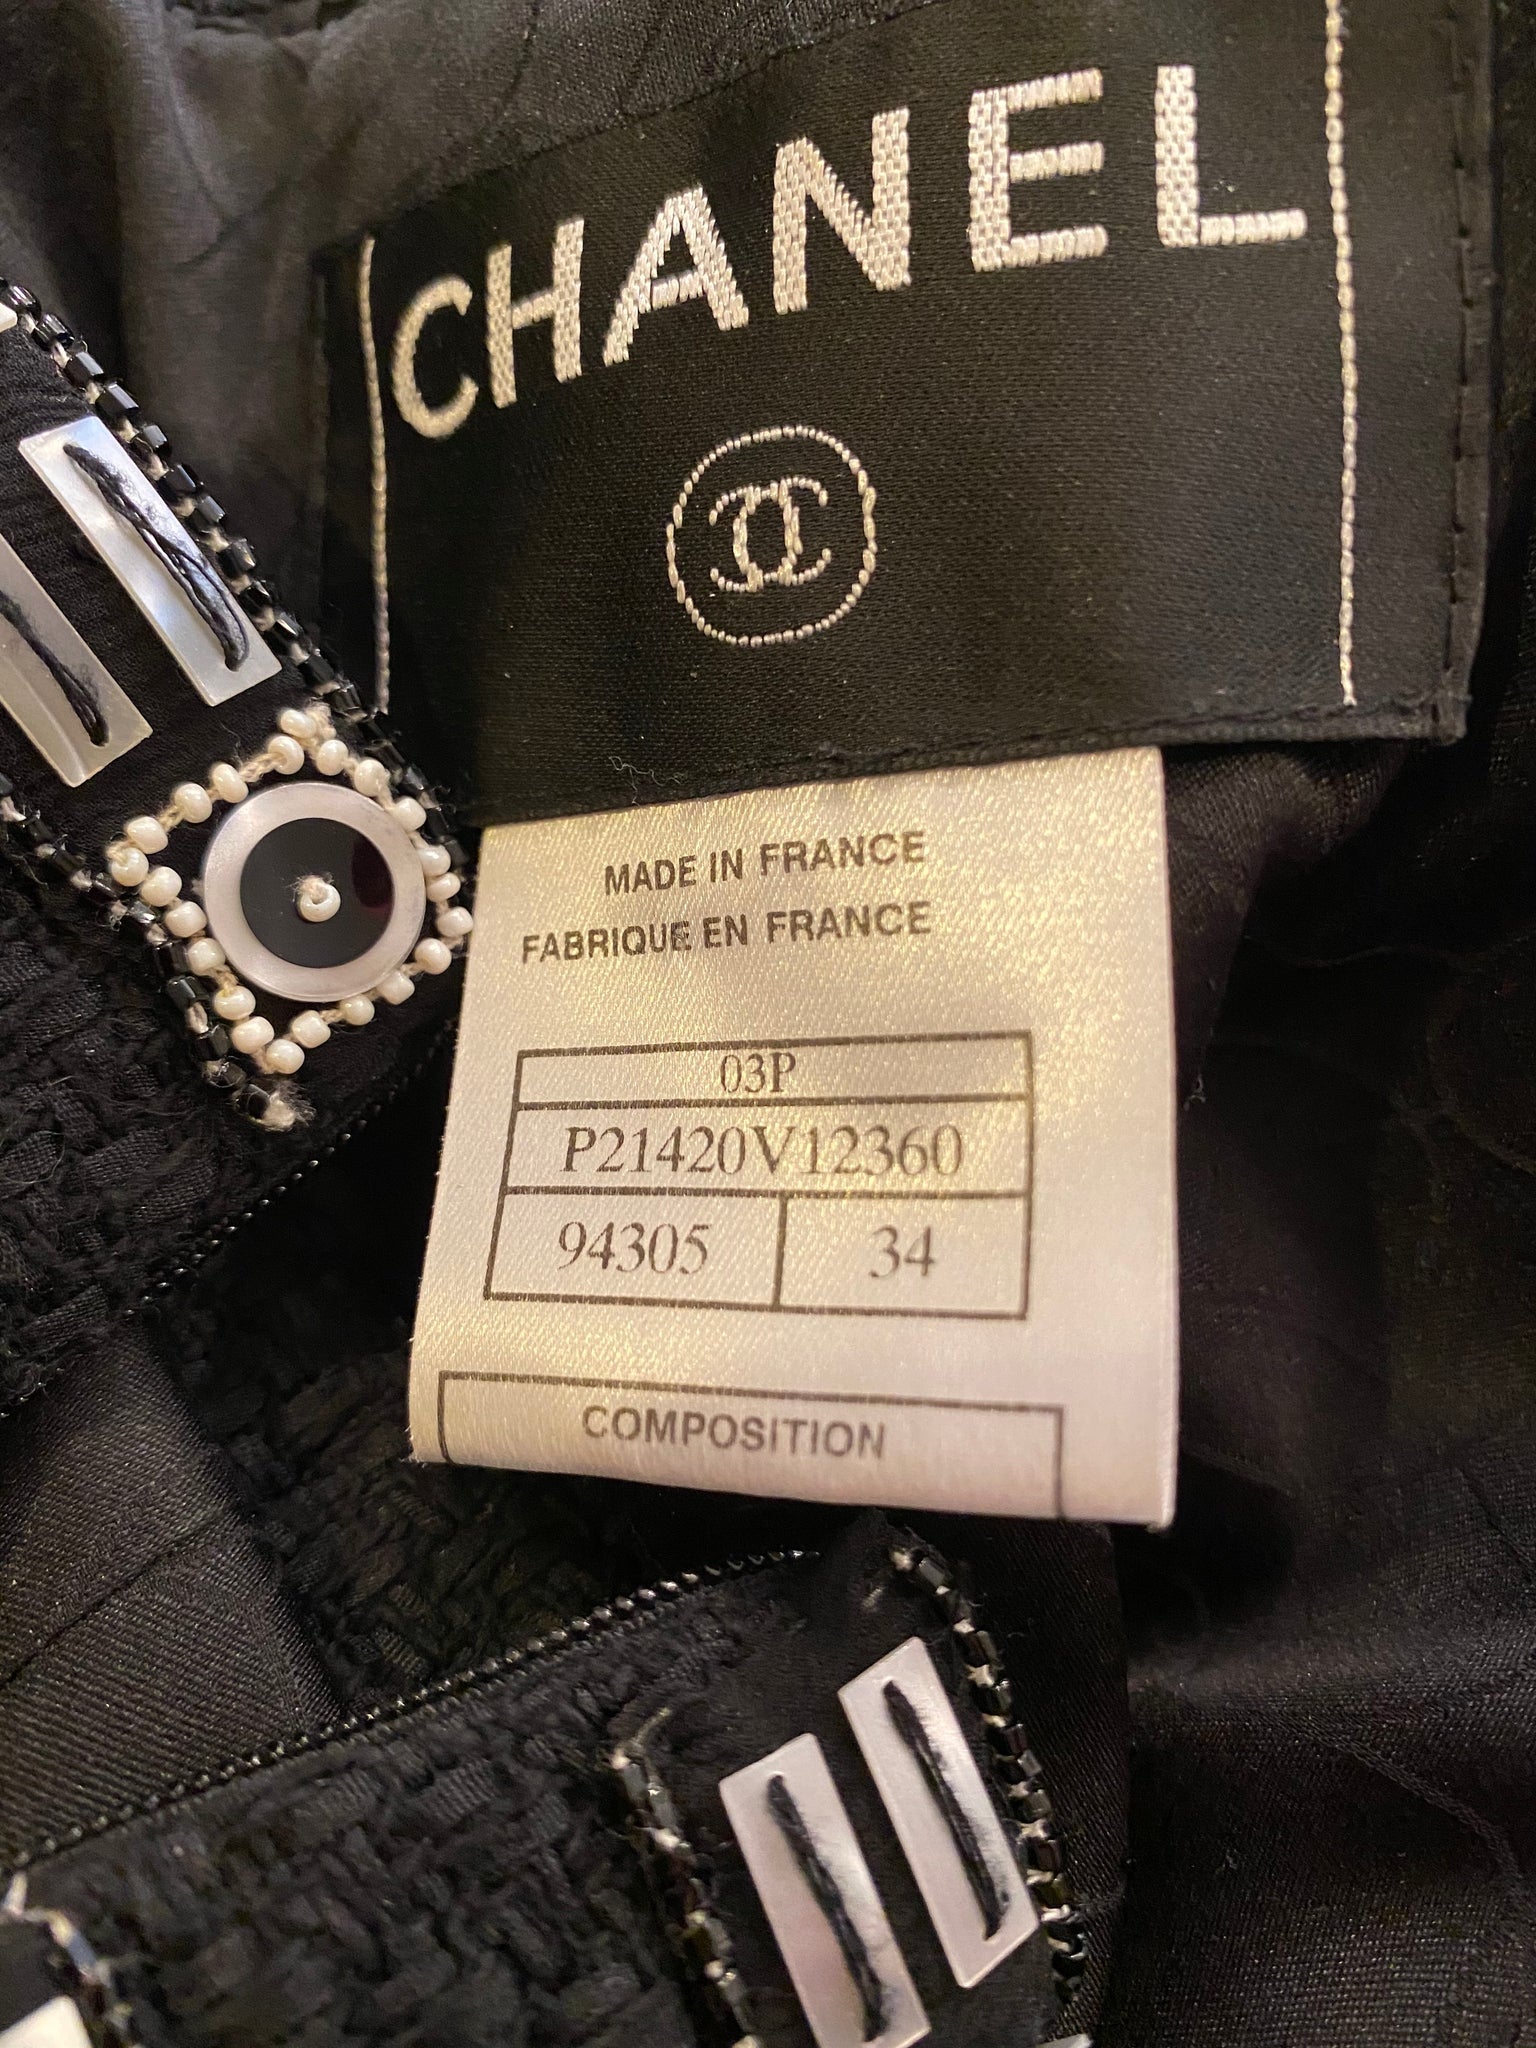 CHANEL
MADE IN FRANCE
FABRIQUE EN FRANCE
03P
P21420V12360
94305 34
COMPOSITION